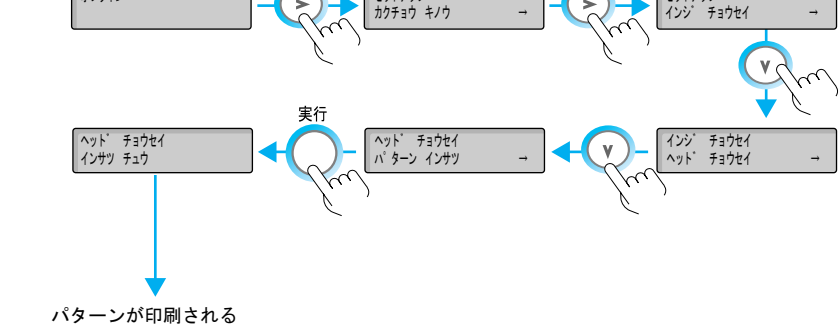 カクチョウ キノウ →
インジ チョウセイ →
実行
ヘッド チョウセイ
インサツ チュウ
ヘッド チョウセイ
パターン インサツ →
インジ チョウセイ
ヘッド チョウセイ →
パターンが印刷される